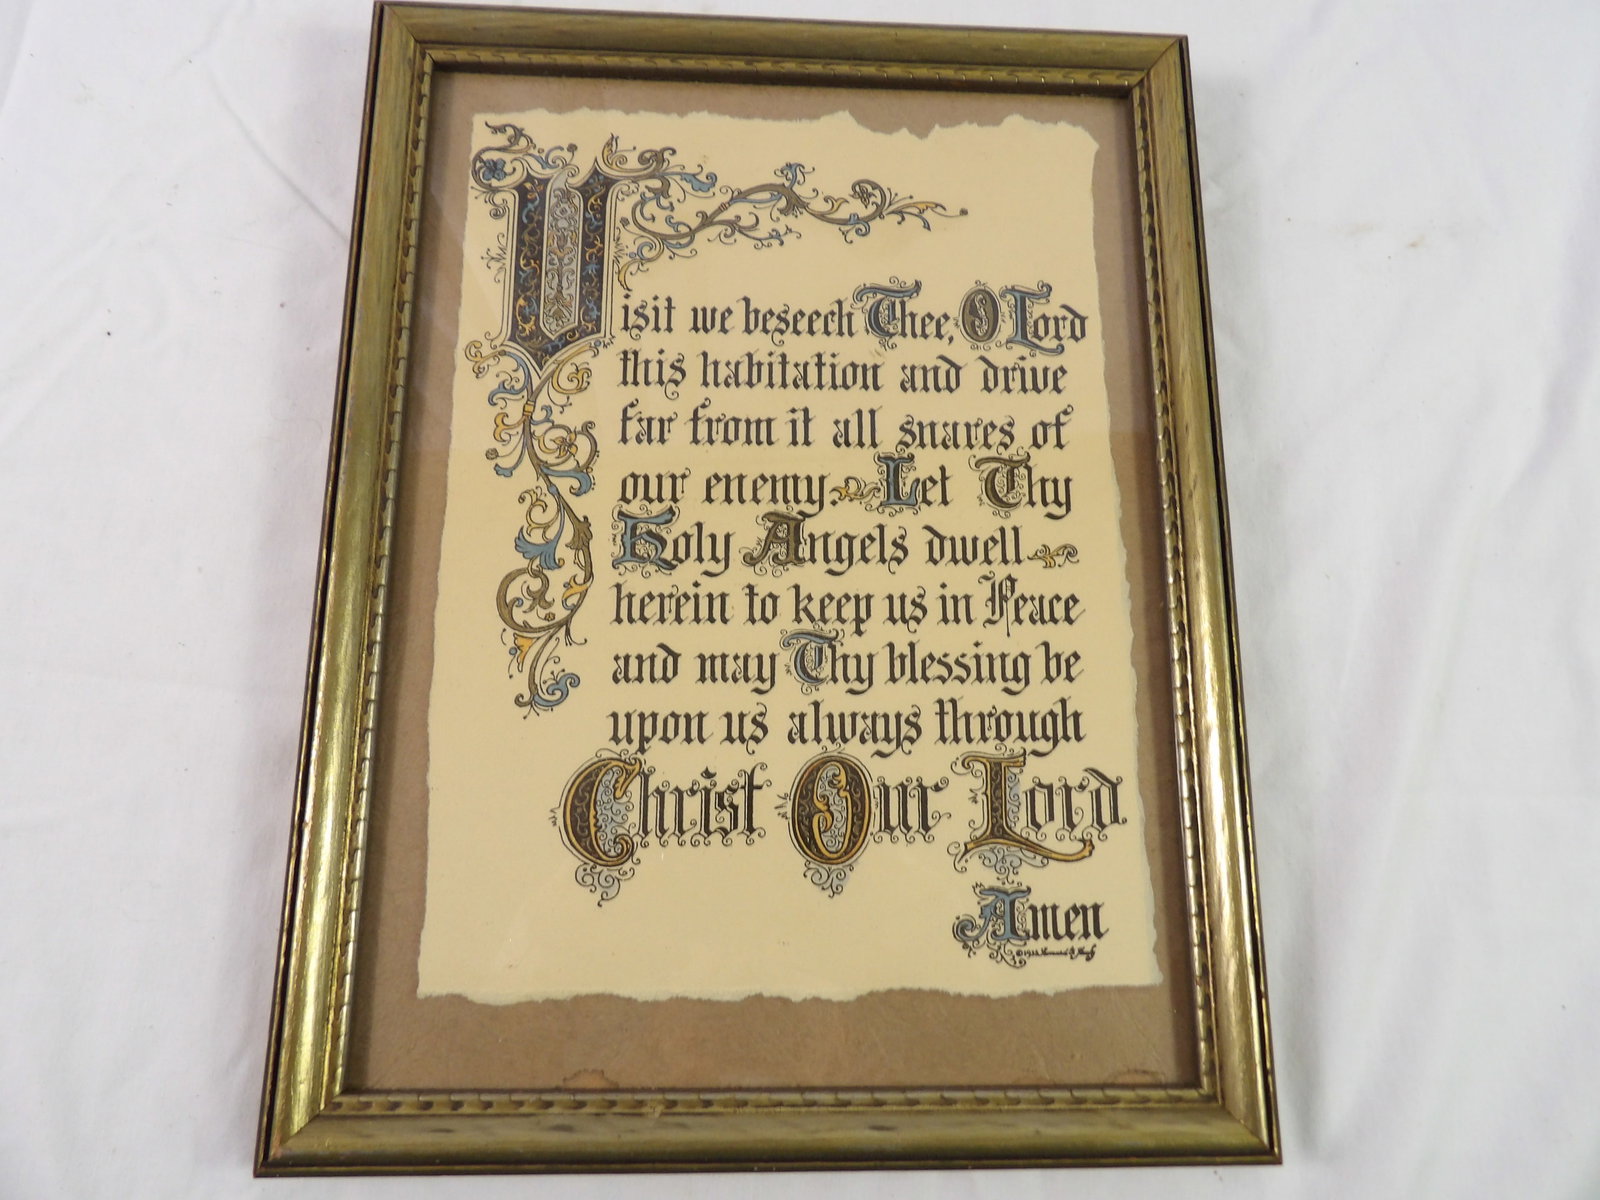 Visit we beseech Thee, O Lord
this habitation and drive
far from it all snares of
our enemy. Let Thy
Holy Angels dwell
herein to keep us in Peace
and may Thy blessing be
upon us always through
Christ Our Lord
Amen